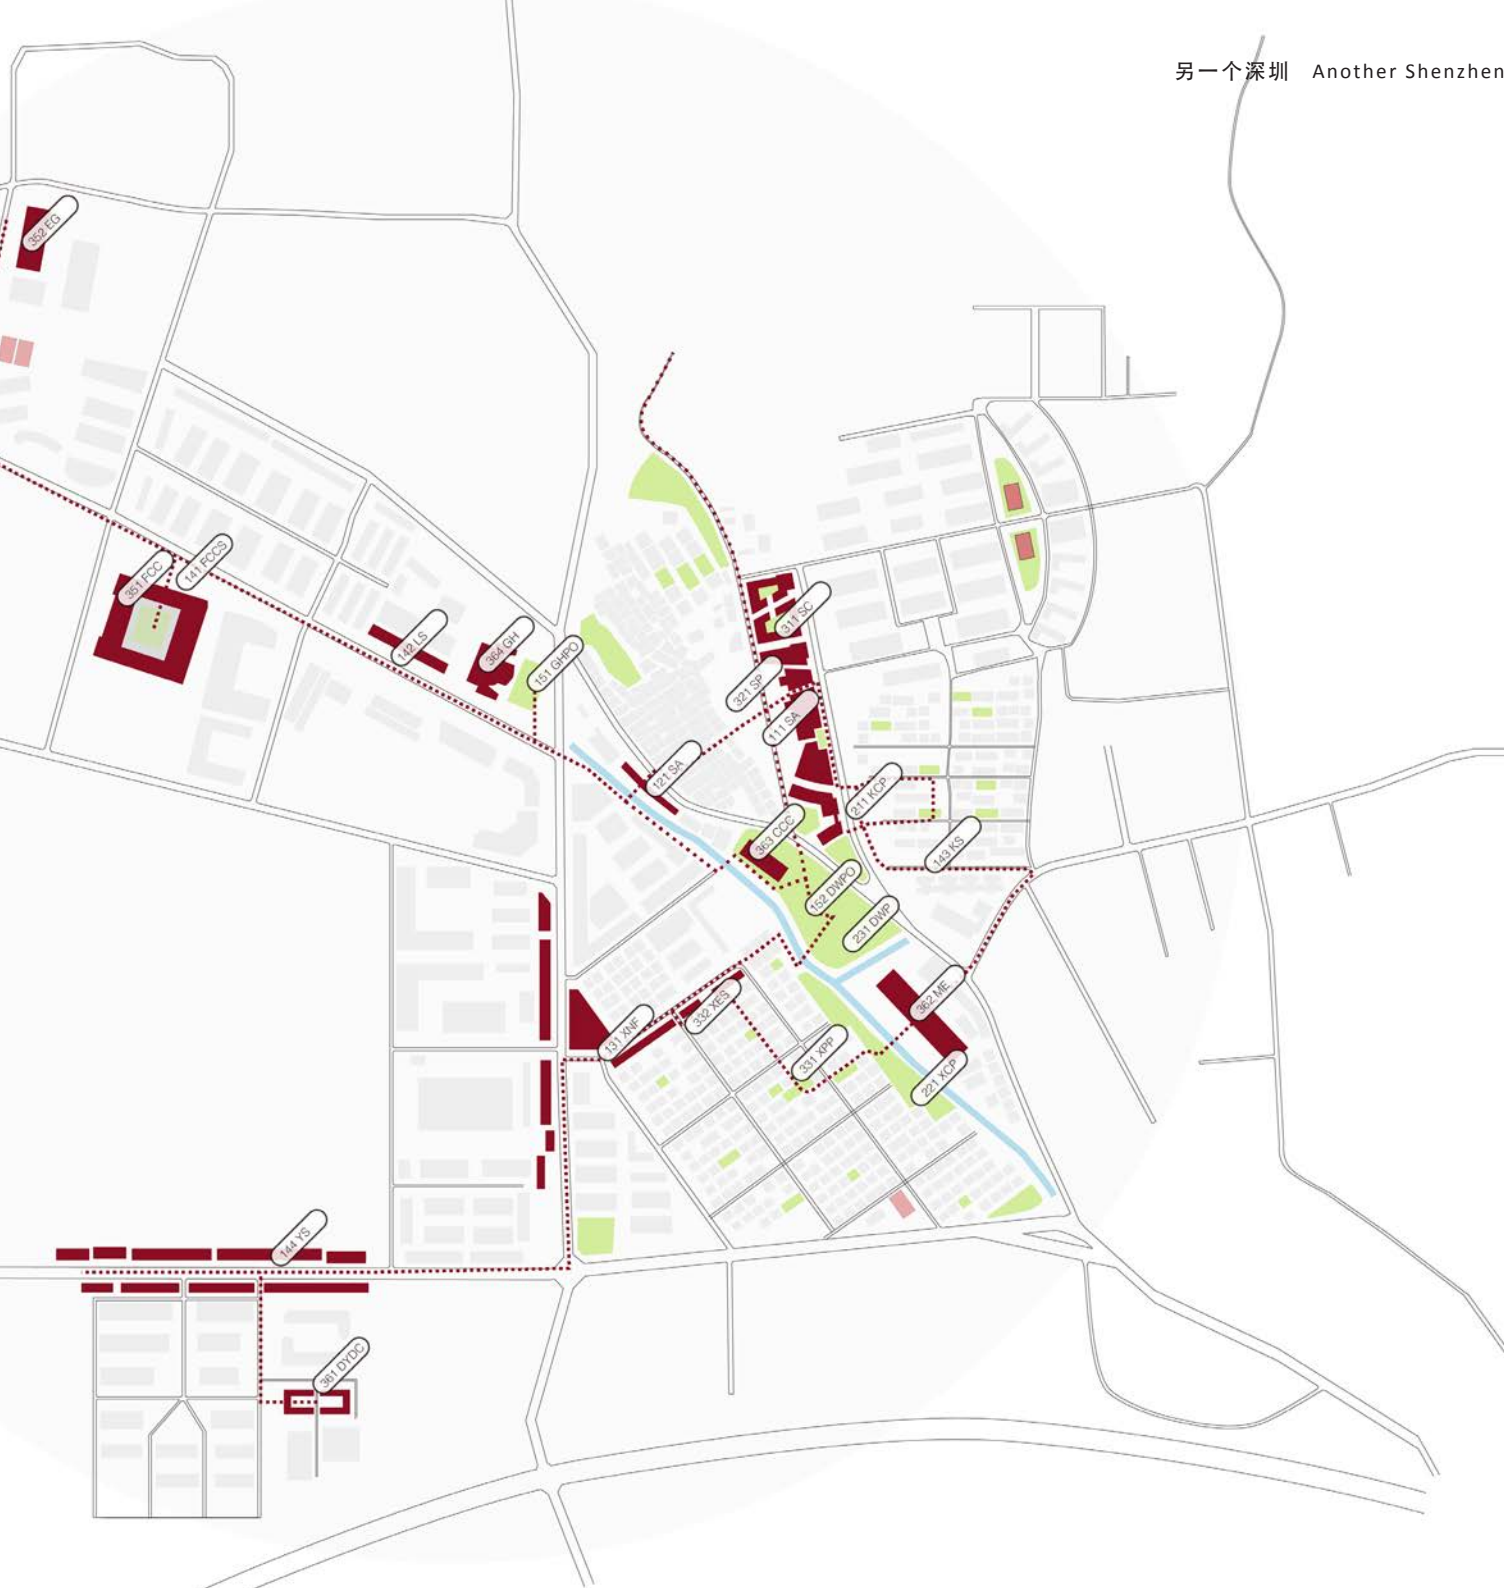 另一个深圳 Another Shenzhen
352 EG
351 FCC
141 FCCS
142 LS
364 GH
151 GHPO
311 SC
321 SP
111 SA
121 SA
211 KCP
363 CCC
143 KS
152 DWPO
231 DWP
362 ME
332 XES
131 XNF
331 XPP
221 XCP
144 YS
361 DYDC